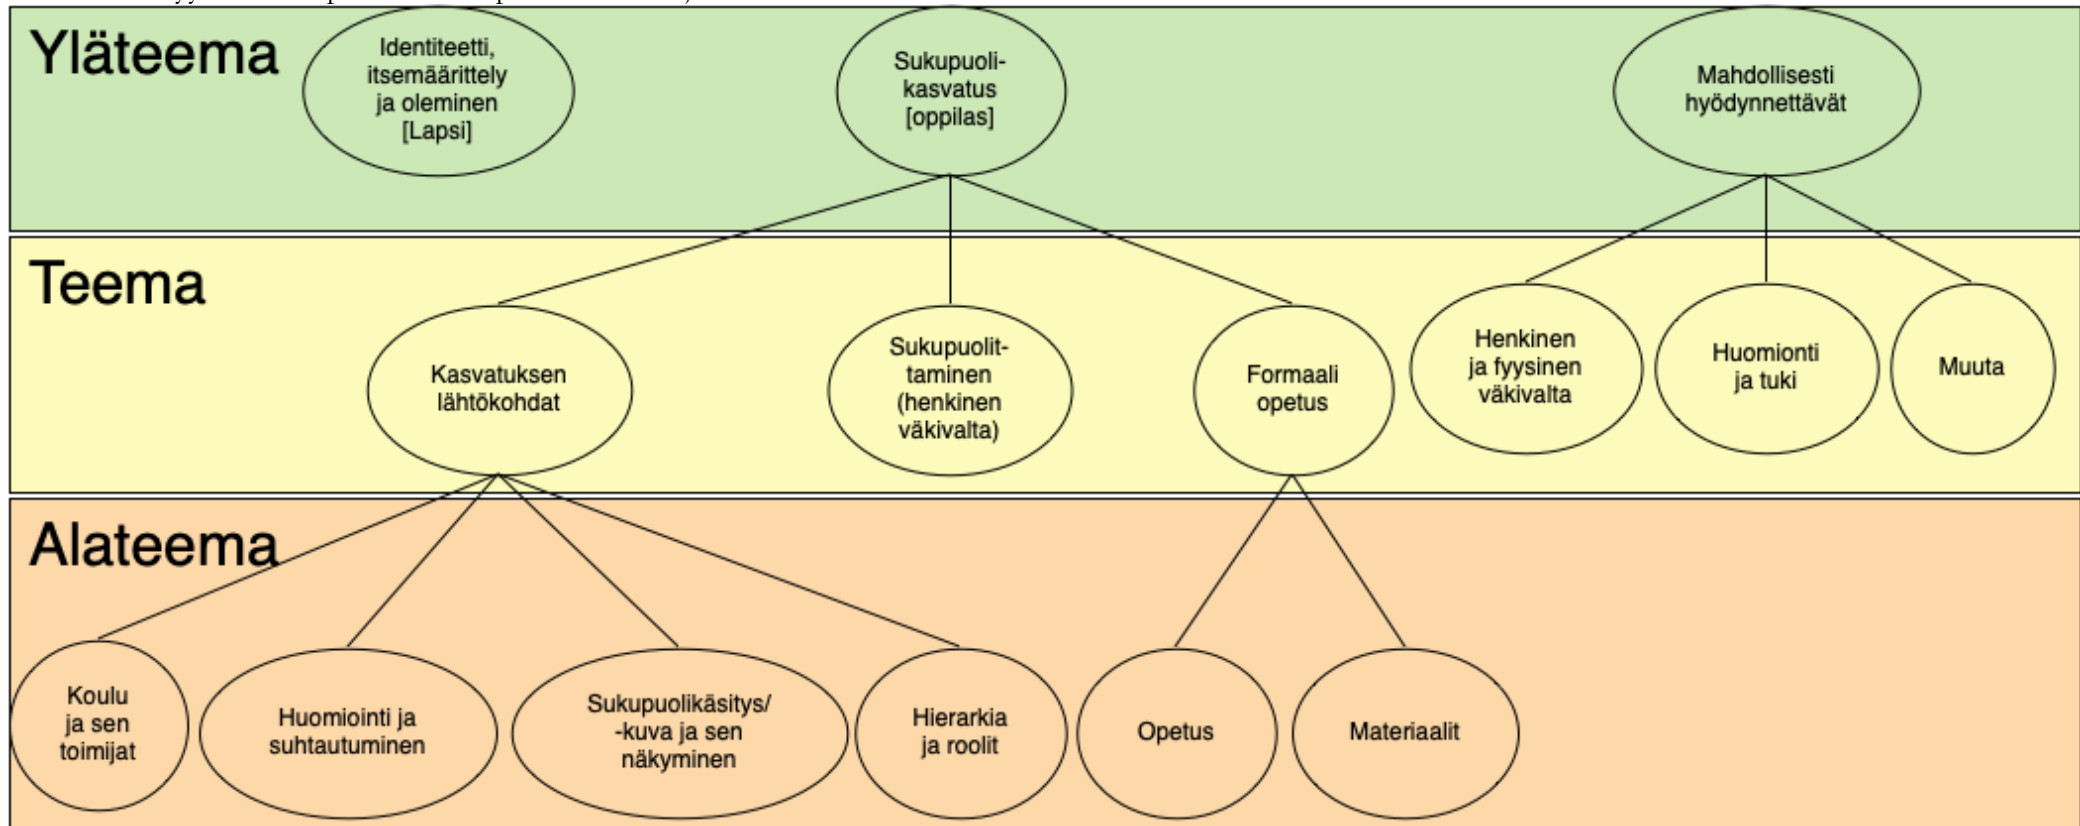 Yläteema
Identiteetti,
itsemäärittely
ja oleminen
[Lapsi]
Sukupuoli-
kasvatus
[oppilas]
Mahdollisesti
hyödynnettävät
Teema
Kasvatuksen
lähtökohdat
Sukupuolit-
taminen
(henkinen
väkivalta)
Formaali
opetus
Henkinen
ja fyysinen
väkivalta
Huomionti
ja tuki
Muuta
Alateema
Koulu
ja sen
toimijat
Huomiointi ja
suhtautuminen
Sukupuolikäsitys/
-kuva ja sen
näkyminen
Hierarkia
ja roolit
Opetus
Materiaalit